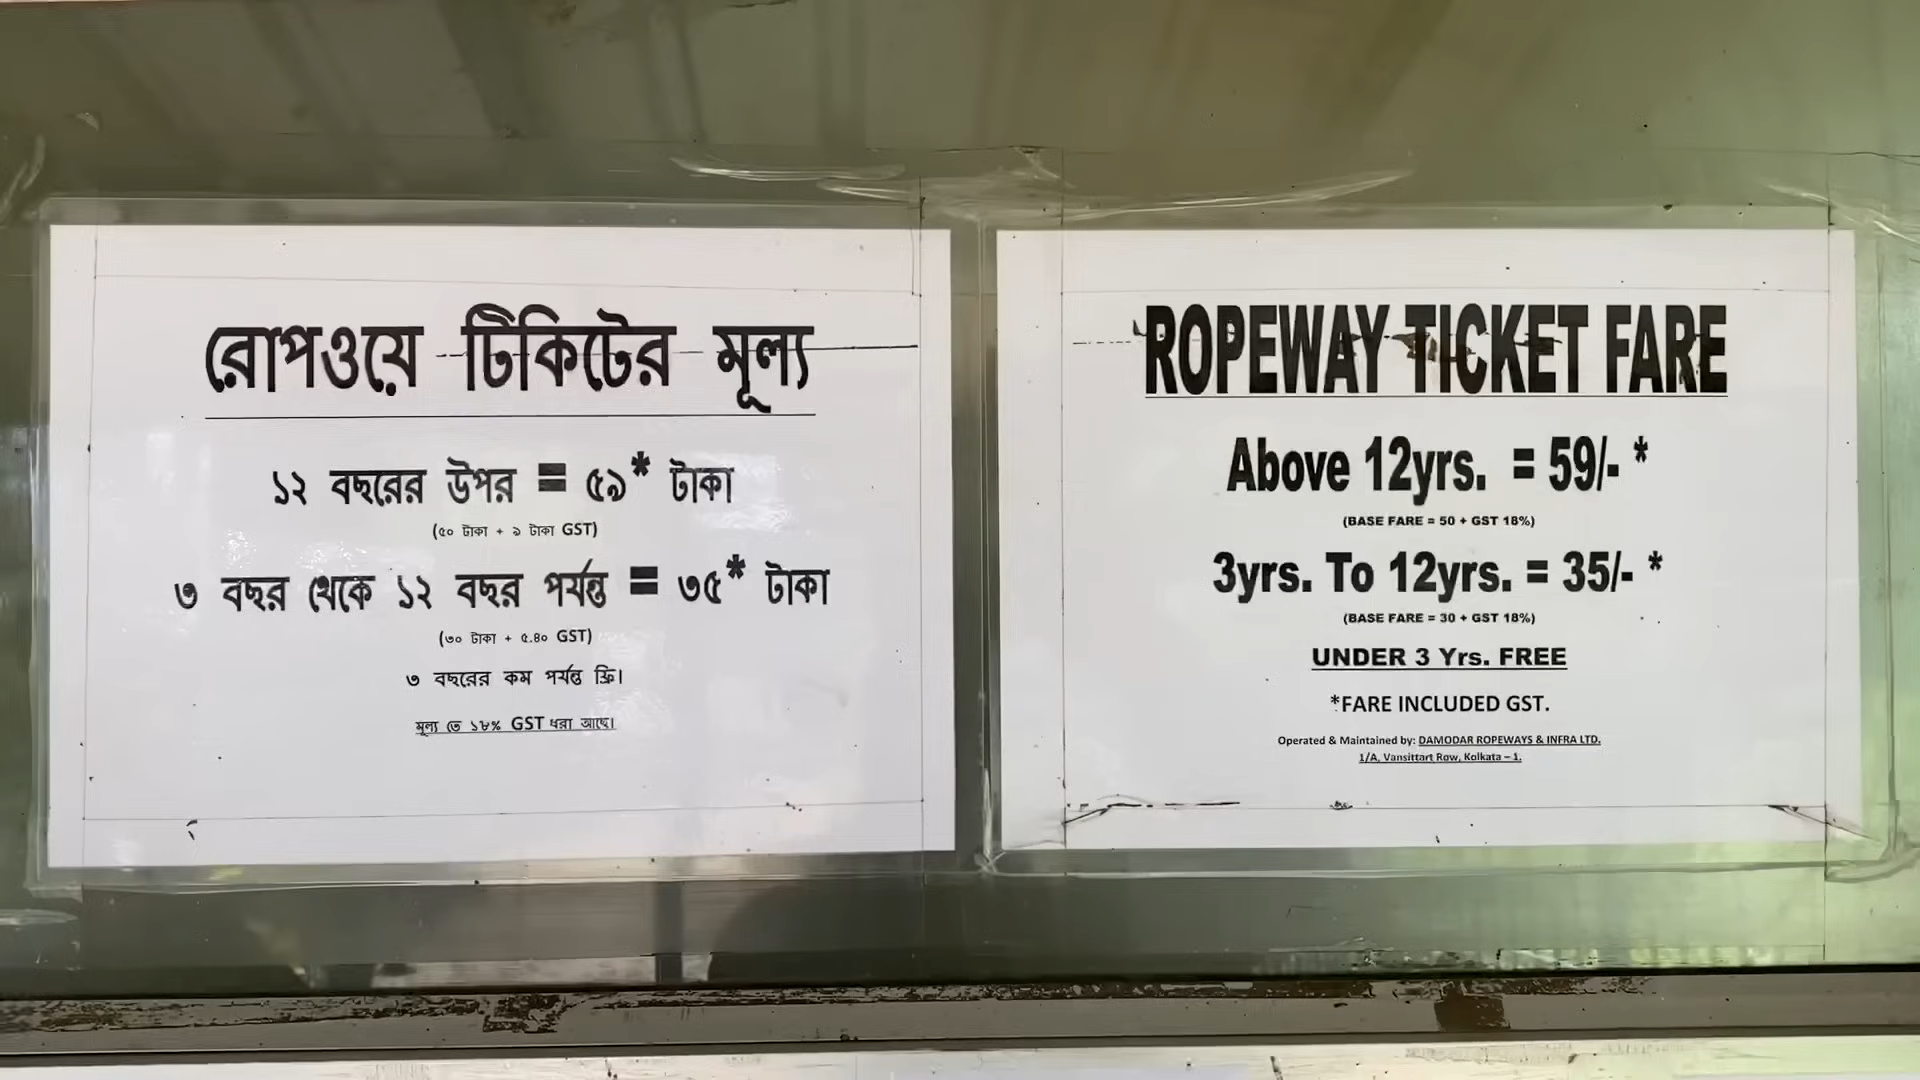 রোপওয়ে টিকিটের মূল্য
১২ বছরের উপর = ৫৯* টাকা
(৫০ টাকা + ৯ টাকা GST)
৩ বছর থেকে ১২ বছর পর্যন্ত = ৩৫* টাকা
(৩০ টাকা + ৫.৪০ GST)
৩ বছরের কম পর্যন্ত ফ্রি।
মূল্য তে ১৮% GST ধরা আছে।
ROPEWAY TICKET FARE
Above 12yrs. = 59/- *
(BASE FARE = 50 + GST 18%)
3yrs. To 12yrs. = 35/- *
(BASE FARE = 30 + GST 18%)
UNDER 3 Yrs. FREE
*FARE INCLUDED GST.
Operated & Maintained by: DAMODAR ROPEWAYS & INFRA LTD.
1/A, Vansittart Row, Kolkata – 1.